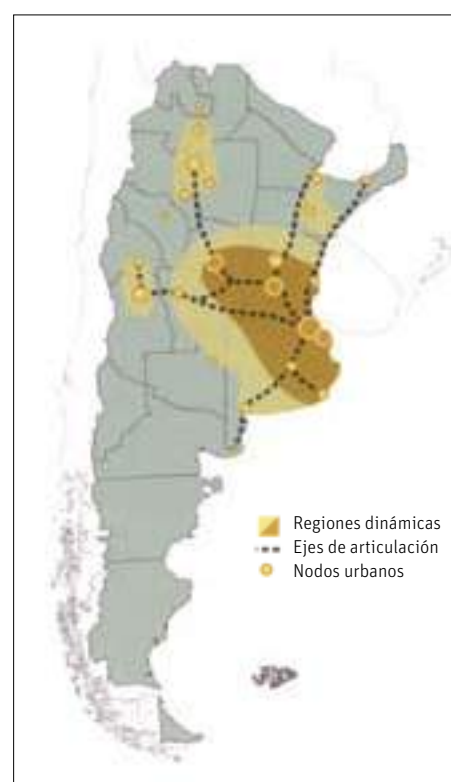 Regiones dinámicas
Ejes de articulación
Nodos urbanos